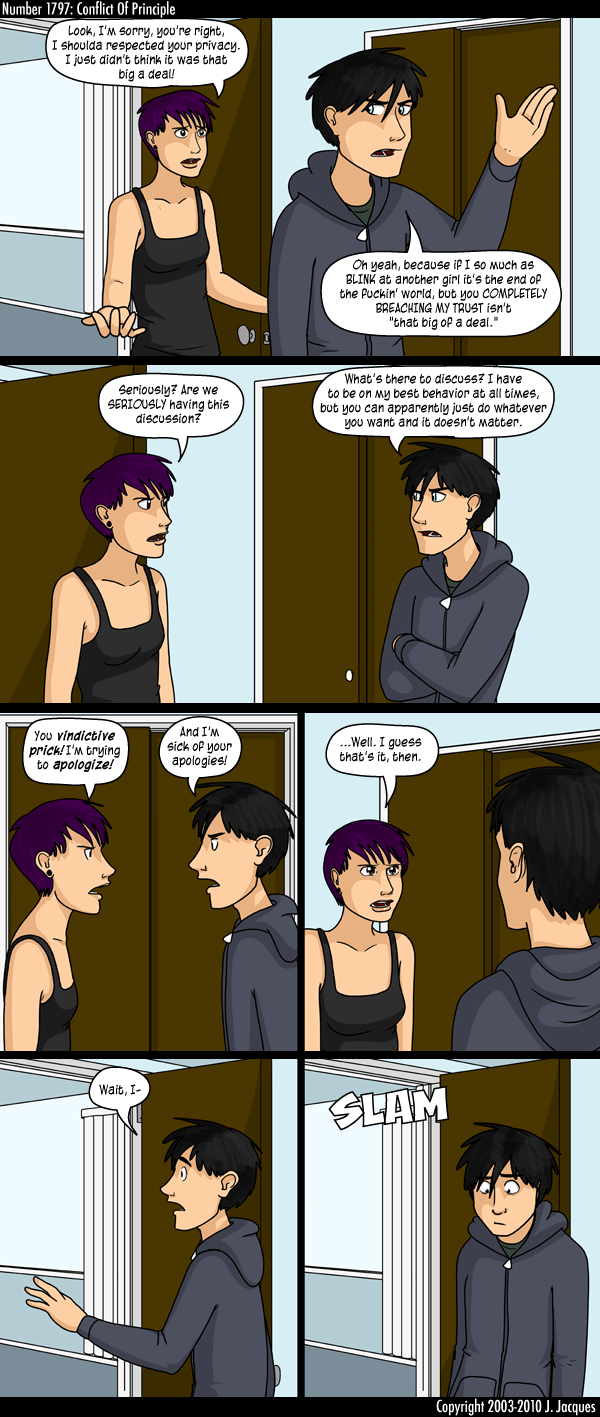 Number 1797: Conflict Of Principle
Look, I'm sorry, you're right,
I shoulda respected your privacy.
I just didn't think it was that
big a deal!
Oh yeah, because if I so much as
BLINK at another girl it's the end of
the fuckin' world, but you COMPLETELY
BREACHING MY TRUST isn't
"that big of a deal."
Seriously? Are we
SERIOUSLY having this
discussion?
What's there to discuss? I have
to be on my best behavior at all times,
but you can apparently just do whatever
you want and it doesn't matter.
You vindictive
prick! I'm trying
to apologize!
And I'm
sick of your
apologies!
...Well. I guess
that's it, then.
Wait, I-
SLAM
Copyright 2003-2010 J. Jacques